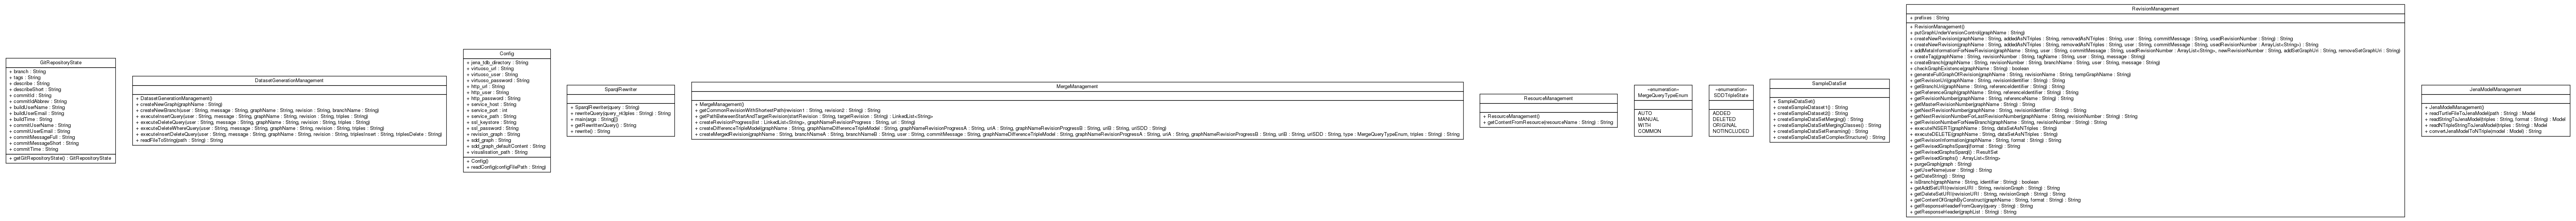 GitRepositoryState
+ branch : String
+ tags : String
+ describe : String
+ describeShort : String
+ commitId : String
+ commitIdAbbrev : String
+ buildUserName : String
+ buildUserEmail : String
+ buildTime : String
+ commitUserName : String
+ commitUserEmail : String
+ commitMessageFull : String
+ commitMessageShort : String
+ commitTime : String
+ getGitRepositoryState() : GitRepositoryState
DatasetGenerationManagement
+ DatasetGenerationManagement()
+ createNewGraph(graphName : String)
+ createNewBranch(user : String, message : String, graphName : String, revision : String, branchName : String)
+ executeInsertQuery(user : String, message : String, graphName : String, revision : String, triples : String)
+ executeDeleteQuery(user : String, message : String, graphName : String, revision : String, triples : String)
+ executeDeleteWhereQuery(user : String, message : String, graphName : String, revision : String, triples : String)
+ executeInsertDeleteQuery(user : String, message : String, graphName : String, revision : String, triplesInsert : String, triplesDelete : String)
+ readFileToString(path : String) : String
Config
+ jena_tdb_directory : String
+ virtuoso_url : String
+ virtuoso_user : String
+ virtuoso_password : String
+ http_url : String
+ http_user : String
+ http_password : String
+ service_host : String
+ service_port : int
+ service_path : String
+ ssl_keystore : String
+ ssl_password : String
+ revision_graph : String
+ sdd_graph : String
+ sdd_graph_defaultContent : String
+ visualisation_path : String
+ Config()
+ readConfig(configFilePath : String)
SparqlRewriter
+ SparqlRewriter(query : String)
+ rewriteQuery(query_r43ples : String) : String
+ main(args : String[])
+ getRewrittenQuery() : String
+ rewrite() : String
MergeManagement
+ MergeManagement()
+ getCommonRevisionWithShortestPath(revision1 : String, revision2 : String) : String
+ getPathBetweenStartAndTargetRevision(startRevision : String, targetRevision : String) : LinkedList<String>
+ createRevisionProgress(list : LinkedList<String>, graphNameRevisionProgress : String, uri : String)
+ createDifferenceTripleModel(graphName : String, graphNameDifferenceTripleModel : String, graphNameRevisionProgressA : String, uriA : String, graphNameRevisionProgressB : String, uriB : String, uriSDD : String)
+ createMergedRevision(graphName : String, branchNameA : String, branchNameB : String, user : String, commitMessage : String, graphNameDifferenceTripleModel : String, graphNameRevisionProgressA : String, uriA : String, graphNameRevisionProgressB : String, uriB : String, uriSDD : String, type : MergeQueryTypeEnum, triples : String) : String
ResourceManagement
+ ResourceManagement()
+ getContentFromResource(resourceName : String) : String
«enumeration»
MergeQueryTypeEnum
AUTO
MANUAL
WITH
COMMON
«enumeration»
SDDTripleState
ADDED
DELETED
ORIGINAL
NOTINCLUDED
SampleDataSet
+ SampleDataSet()
+ createSampleDataset1() : String
+ createSampleDataset2() : String
+ createSampleDataSetMerging() : String
+ createSampleDataSetMergingClasses() : String
+ createSampleDataSetRenaming() : String
+ createSampleDataSetComplexStructure() : String
RevisionManagement
+ prefixes : String
+ RevisionManagement()
+ putGraphUnderVersionControl(graphName : String)
+ createNewRevision(graphName : String, addedAsNTriples : String, removedAsNTriples : String, user : String, commitMessage : String, usedRevisionNumber : String) : String
+ createNewRevision(graphName : String, addedAsNTriples : String, removedAsNTriples : String, user : String, commitMessage : String, usedRevisionNumber : ArrayList<String>) : String
+ addMetaInformationForNewRevision(graphName : String, user : String, commitMessage : String, usedRevisionNumber : ArrayList<String>, newRevisionNumber : String, addSetGraphUri : String, removeSetGraphUri : String)
+ createTag(graphName : String, revisionNumber : String, tagName : String, user : String, message : String)
+ createBranch(graphName : String, revisionNumber : String, branchName : String, user : String, message : String)
+ checkGraphExistence(graphName : String) : boolean
+ generateFullGraphOfRevision(graphName : String, revisionName : String, tempGraphName : String)
+ getRevisionUri(graphName : String, revisionIdentifier : String) : String
+ getBranchUri(graphName : String, referenceIdentifier : String) : String
+ getReferenceGraph(graphName : String, referenceIdentifier : String) : String
+ getRevisionNumber(graphName : String, referenceName : String) : String
+ getMasterRevisionNumber(graphName : String) : String
+ getNextRevisionNumber(graphName : String, revisionIdentifier : String) : String
+ getNextRevisionNumberForLastRevisionNumber(graphName : String, revisionNumber : String) : String
+ getRevisionNumberForNewBranch(graphName : String, revisionNumber : String) : String
+ executeINSERT(graphName : String, dataSetAsNTriples : String)
+ executeDELETE(graphName : String, dataSetAsNTriples : String)
+ getRevisionInformation(graphName : String, format : String) : String
+ getRevisedGraphsSparql(format : String) : String
+ getRevisedGraphsSparql() : ResultSet
+ getRevisedGraphs() : ArrayList<String>
+ purgeGraph(graph : String)
+ getUserName(user : String) : String
+ getDateString() : String
+ isBranch(graphName : String, identifier : String) : boolean
+ getAddSetURI(revisionURI : String, revisionGraph : String) : String
+ getDeleteSetURI(revisionURI : String, revisionGraph : String) : String
+ getContentOfGraphByConstruct(graphName : String, format : String) : String
+ getResponseHeaderFromQuery(query : String) : String
+ getResponseHeader(graphList : String) : String
JenaModelManagement
+ JenaModelManagement()
+ readTurtleFileToJenaModel(path : String) : Model
+ readStringToJenaModel(triples : String, format : String) : Model
+ readNTripleStringToJenaModel(triples : String) : Model
+ convertJenaModelToNTriple(model : Model) : String